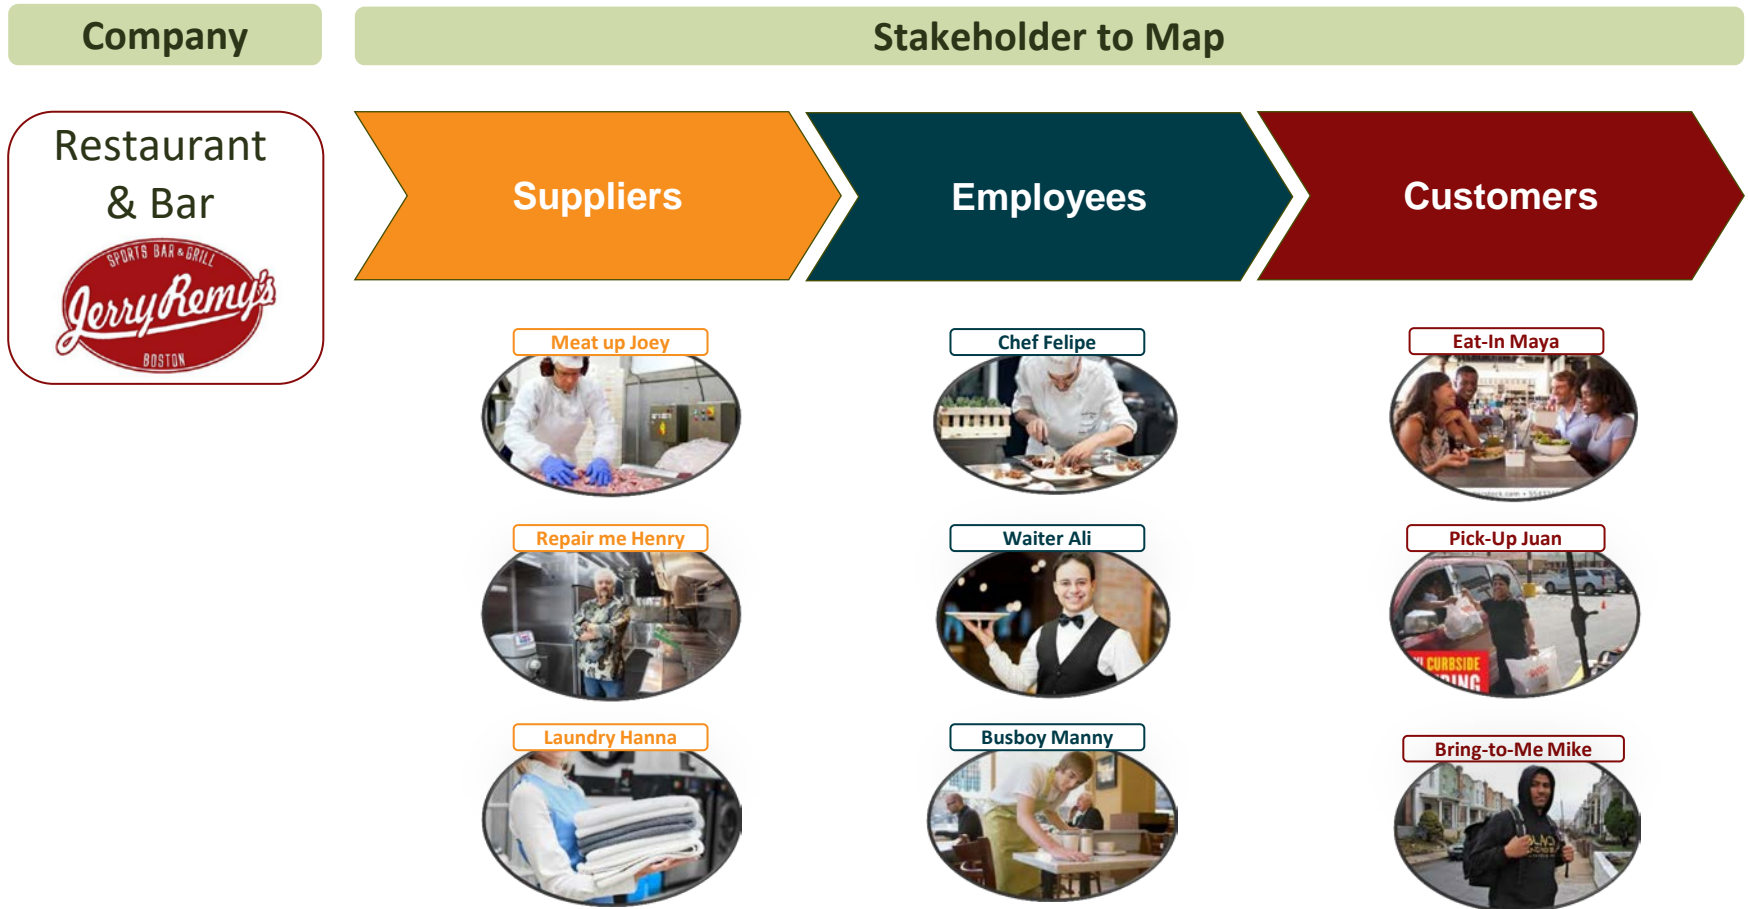 Company
Stakeholder to Map
Restaurant
& Bar
SPORTS BAR & GRILL
Jerry Remy's
BOSTON
Suppliers
Employees
Customers
Meat up Joey
Chef Felipe
Eat-In Maya
Repair me Henry
Waiter Ali
Pick-Up Juan
CURBSIDE
Laundry Hanna
Busboy Manny
Bring-to-Me Mike